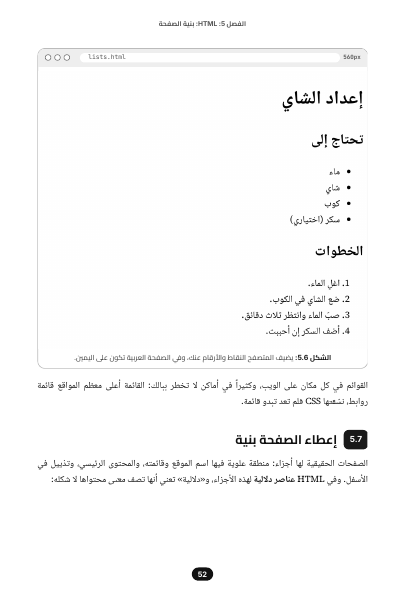 الفصل 5: HTML: بنية الصفحة
lists.html
560px
إعداد الشاي
تحتاج إلى
• ماء
• شاي
• كوب
• سكر (اختياري)
الخطوات
1. اغلِ الماء.
2. ضع الشاي في الكوب.
3. صبّ الماء وانتظر ثلاث دقائق.
4. أضف السكر إن أحببت.
الشكل 5.6: يضيف المتصفح النقاط والأرقام عنك، وفي الصفحة العربية تكون على اليمين.
القوائم في كل مكان على الويب، وكثيراً في أماكن لا تخطر ببالك: القائمة أعلى معظم المواقع قائمة
روابط، نسّقتها CSS فلم تعد تبدو قائمة.
5.7 إعطاء الصفحة بنية
الصفحات الحقيقية لها أجزاء: منطقة علوية فيها اسم الموقع وقائمته، والمحتوى الرئيسي، وتذييل في
الأسفل. وفي HTML عناصر دلالية لهذه الأجزاء، و«دلالية» تعني أنها تصف معنى محتواها لا شكله:
52